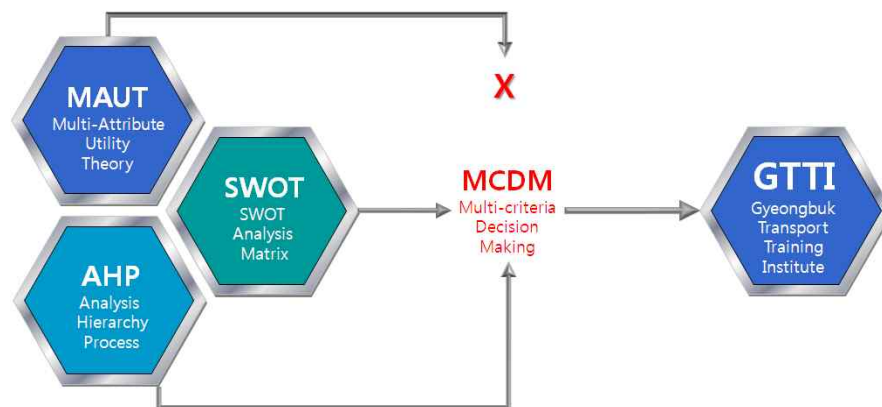 MAUT
Multi-Attribute
Utility
Theory
X
SWOT
SWOT
Analysis
Matrix
MCDM
Multi-criteria
Decision
Making
GTTI
Gyeongbuk
Transport
Training
Institute
AHP
Analysis
Hierarchy
Process